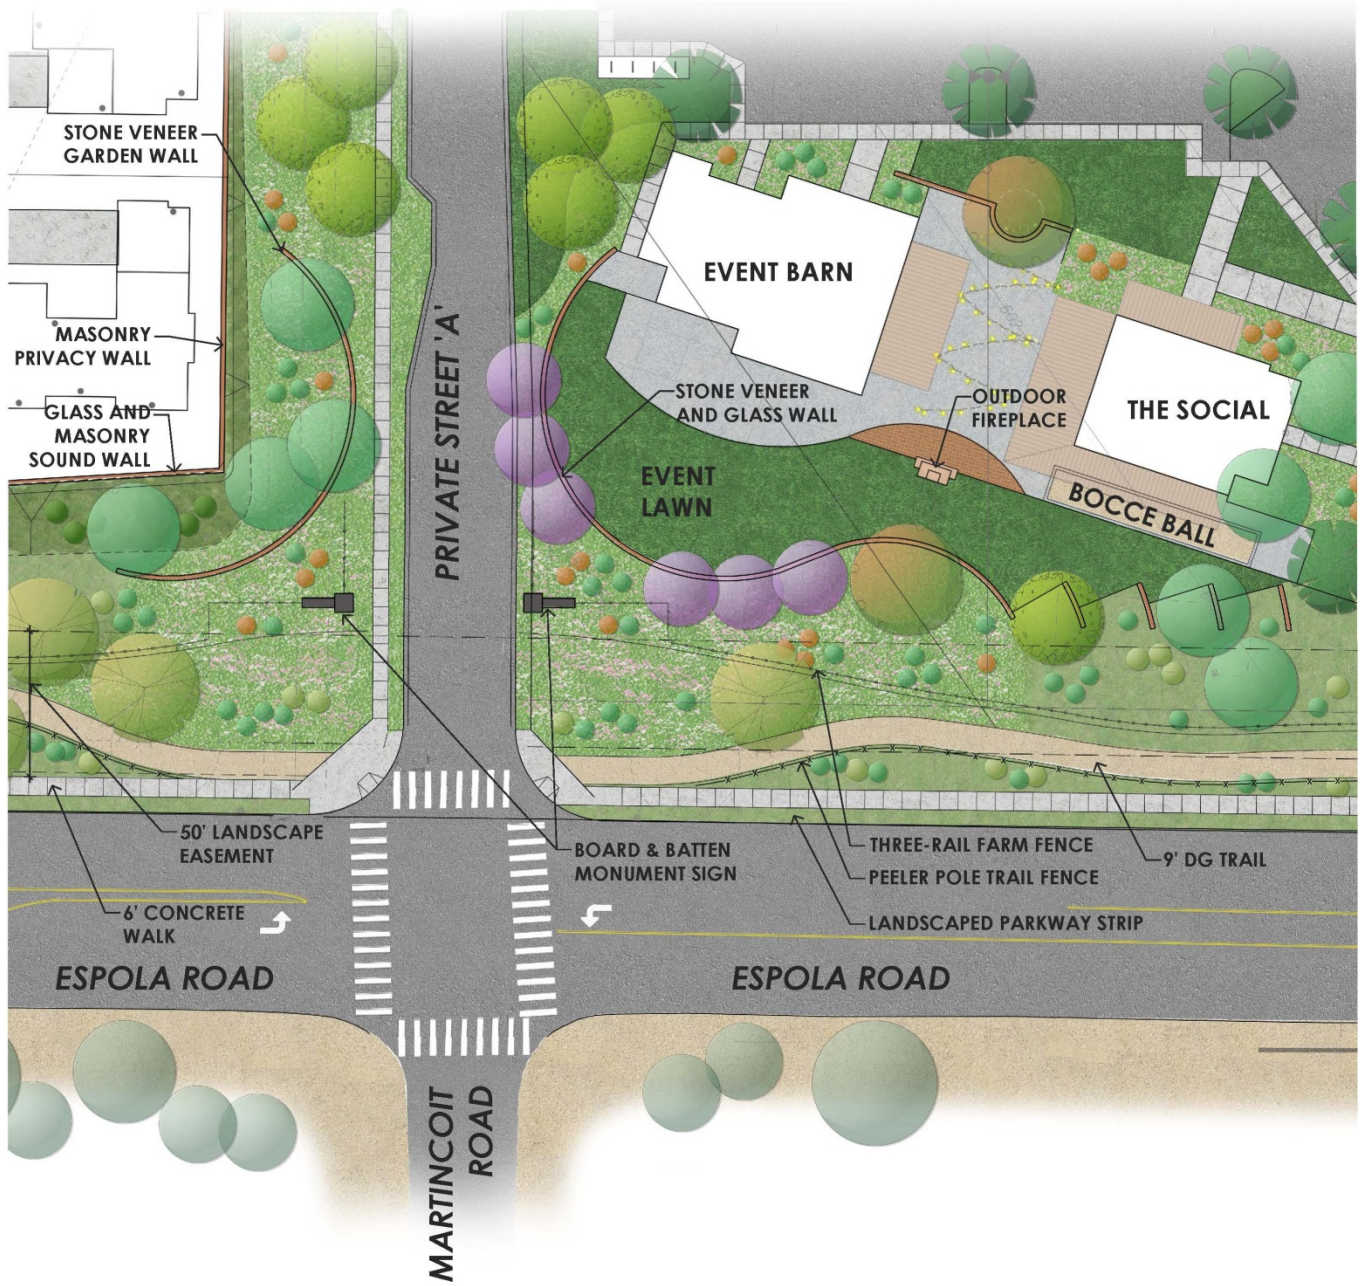 STONE VENEER
GARDEN WALL
EVENT BARN
MASONRY
PRIVACY WALL
PRIVATE STREET 'A'
STONE VENEER
AND GLASS WALL
OUTDOOR
FIREPLACE
THE SOCIAL
GLASS AND
MASONRY
SOUND WALL
EVENT
LAWN
BOCCE BALL
50' LANDSCAPE
EASEMENT
BOARD & BATTEN
MONUMENT SIGN
THREE-RAIL FARM FENCE
PEELER POLE TRAIL FENCE
9' DG TRAIL
6' CONCRETE
WALK
LANDSCAPED PARKWAY STRIP
ESPOLA ROAD
ESPOLA ROAD
MARTINCOIT
ROAD